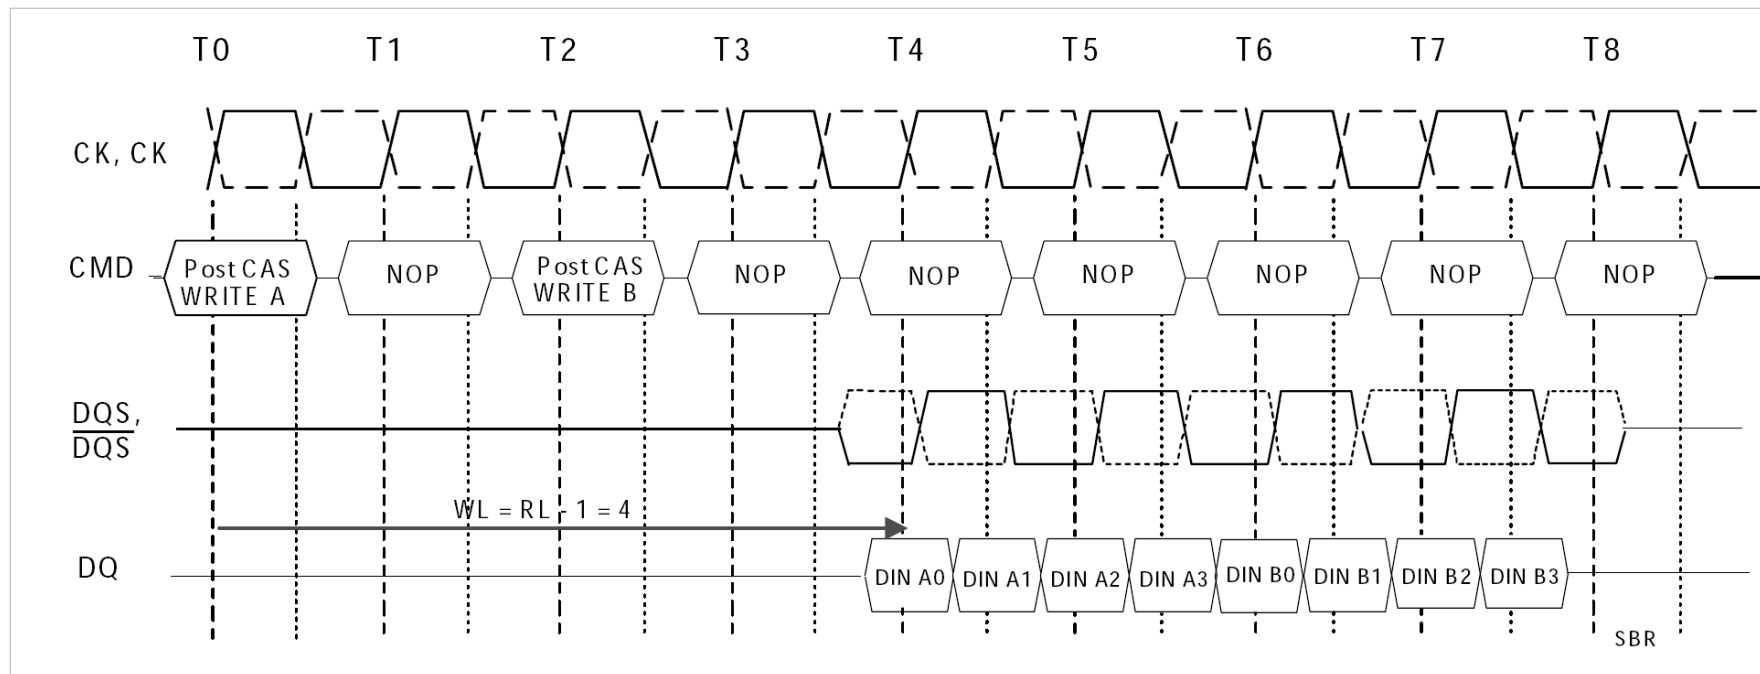 T0 T1 T2 T3 T4 T5 T6 T7 T8
CK, CK
CMD
Post CAS
WRITE A
NOP
Post CAS
WRITE B
NOP
NOP
NOP
NOP
NOP
NOP
DQS,
DQS
WL = RL - 1 = 4
DQ
DIN A0 DIN A1 DIN A2 DIN A3 DIN B0 DIN B1 DIN B2 DIN B3
SBR